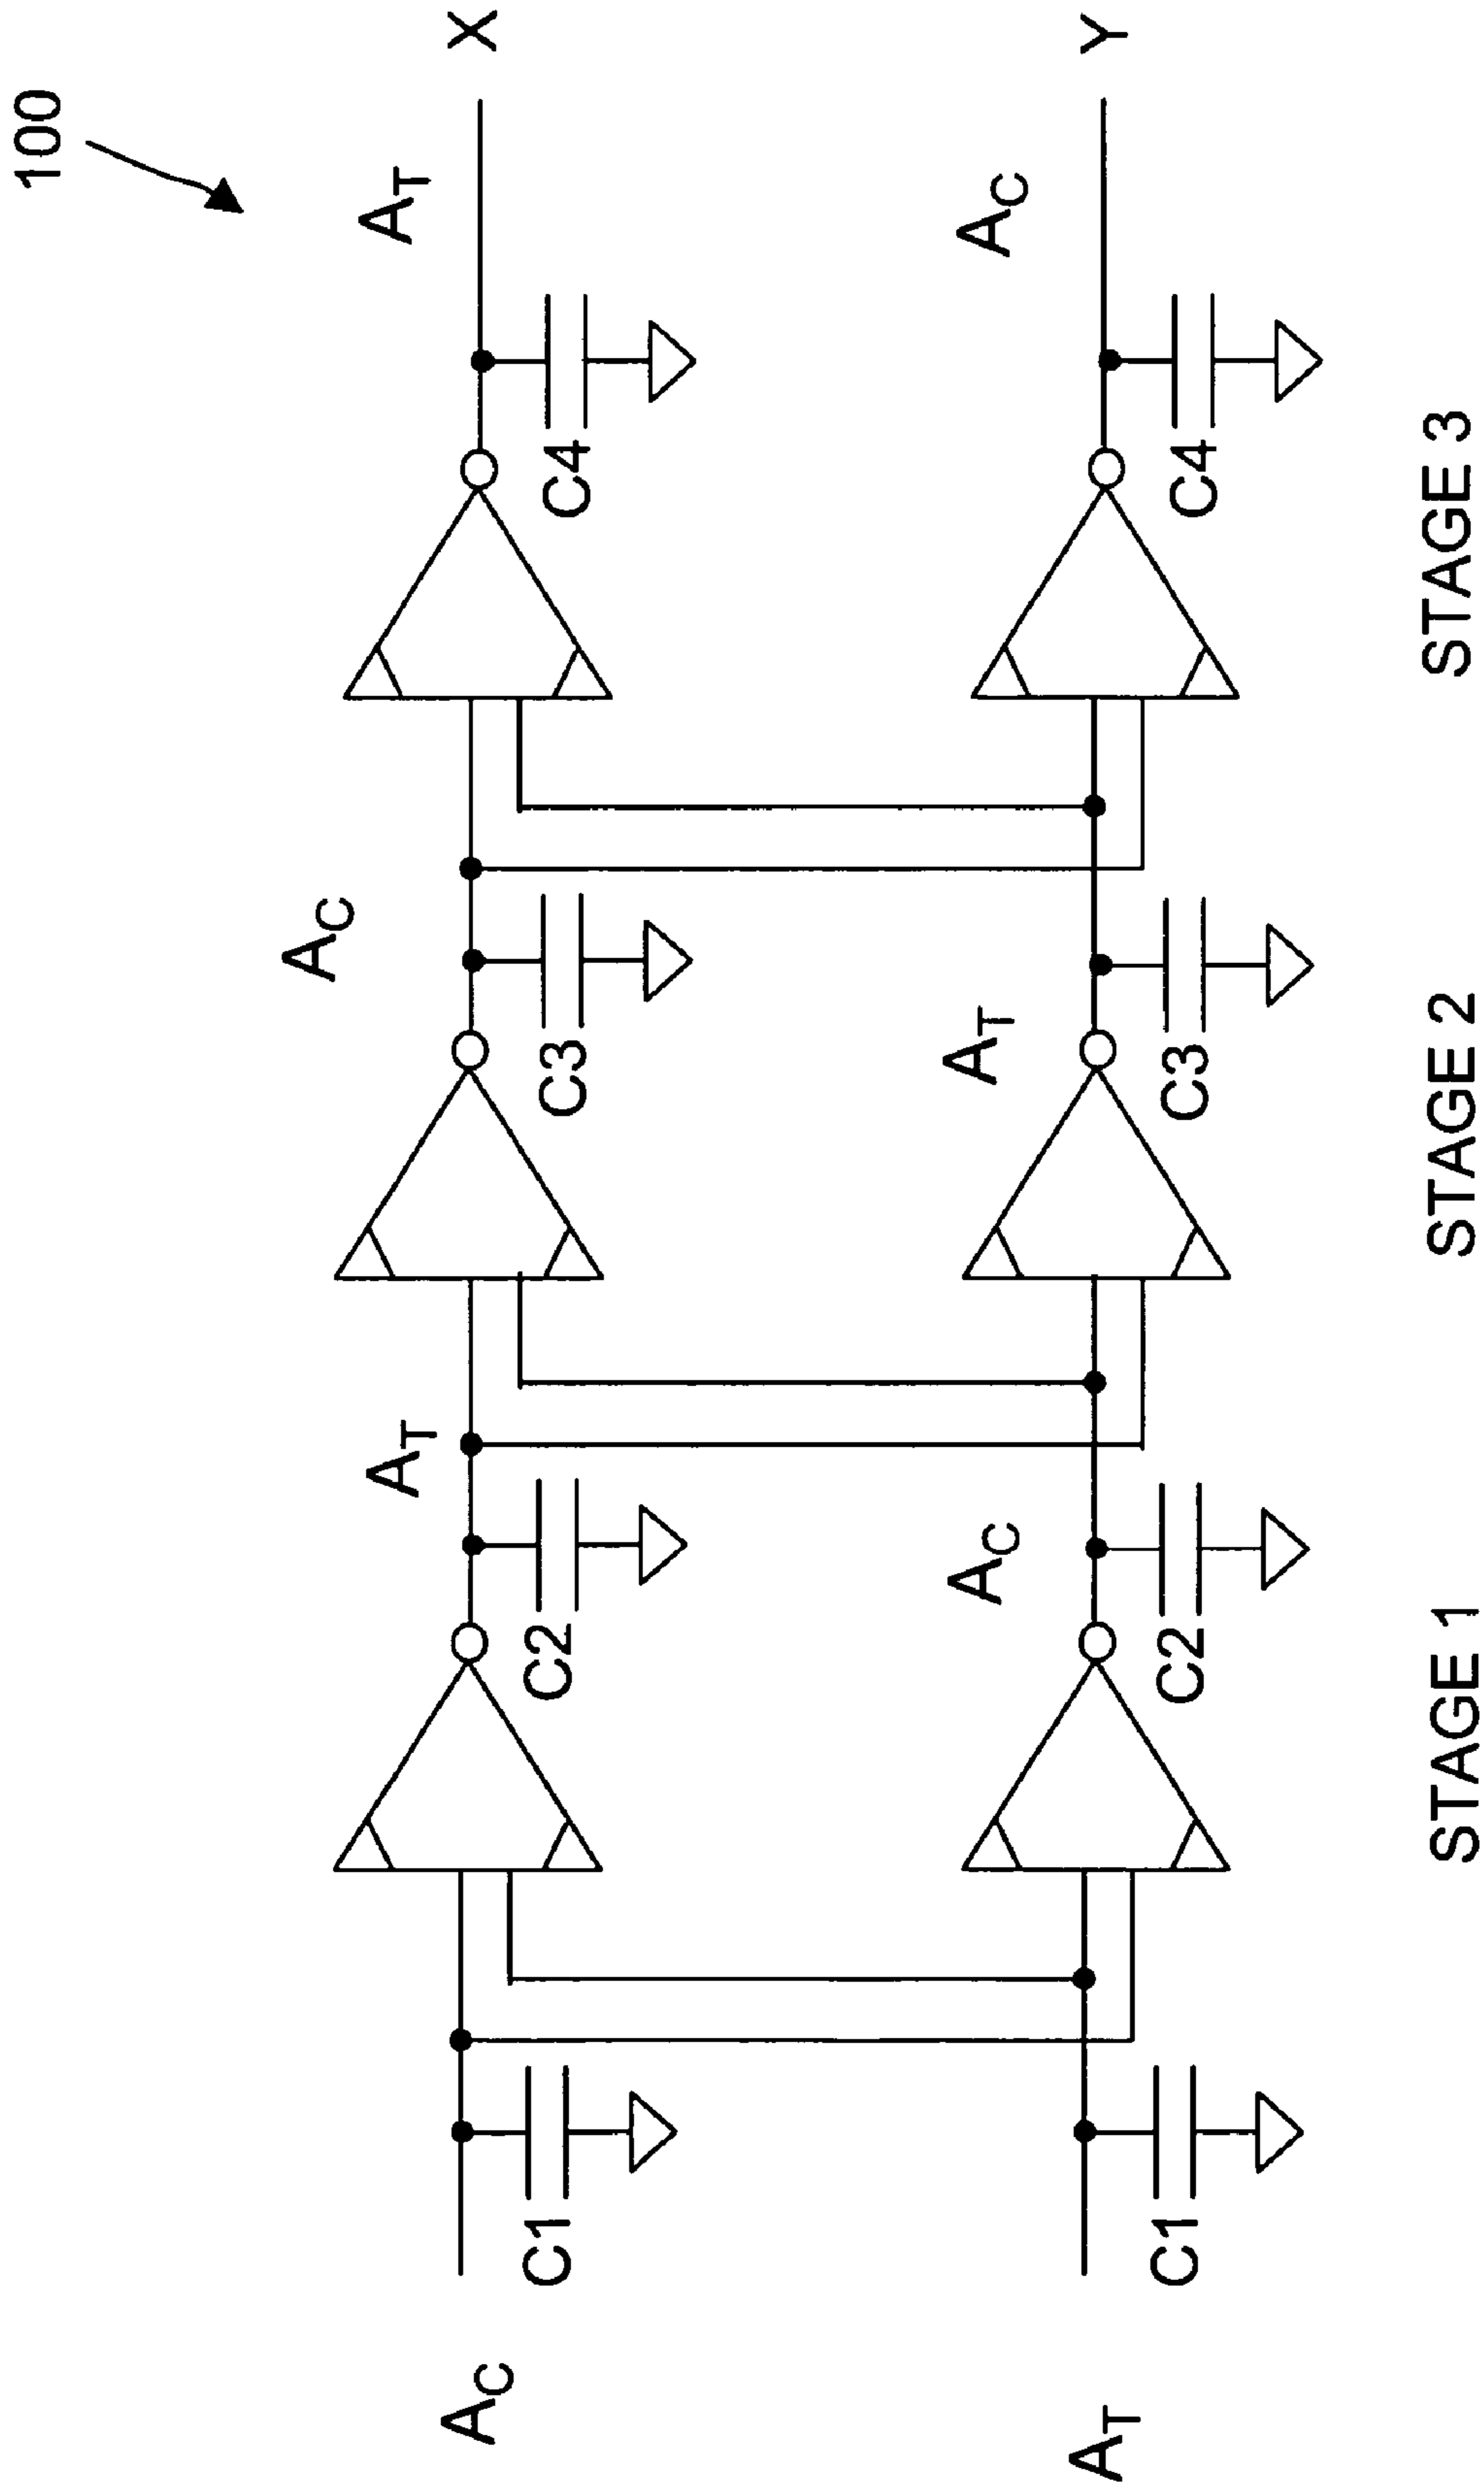 100
X
Y
A_T
A_C
C4
C4
STAGE 3
A_C
A_T
C3
C3
STAGE 2
A_T
A_C
C2
C2
STAGE 1
C1
C1
A_C
A_T